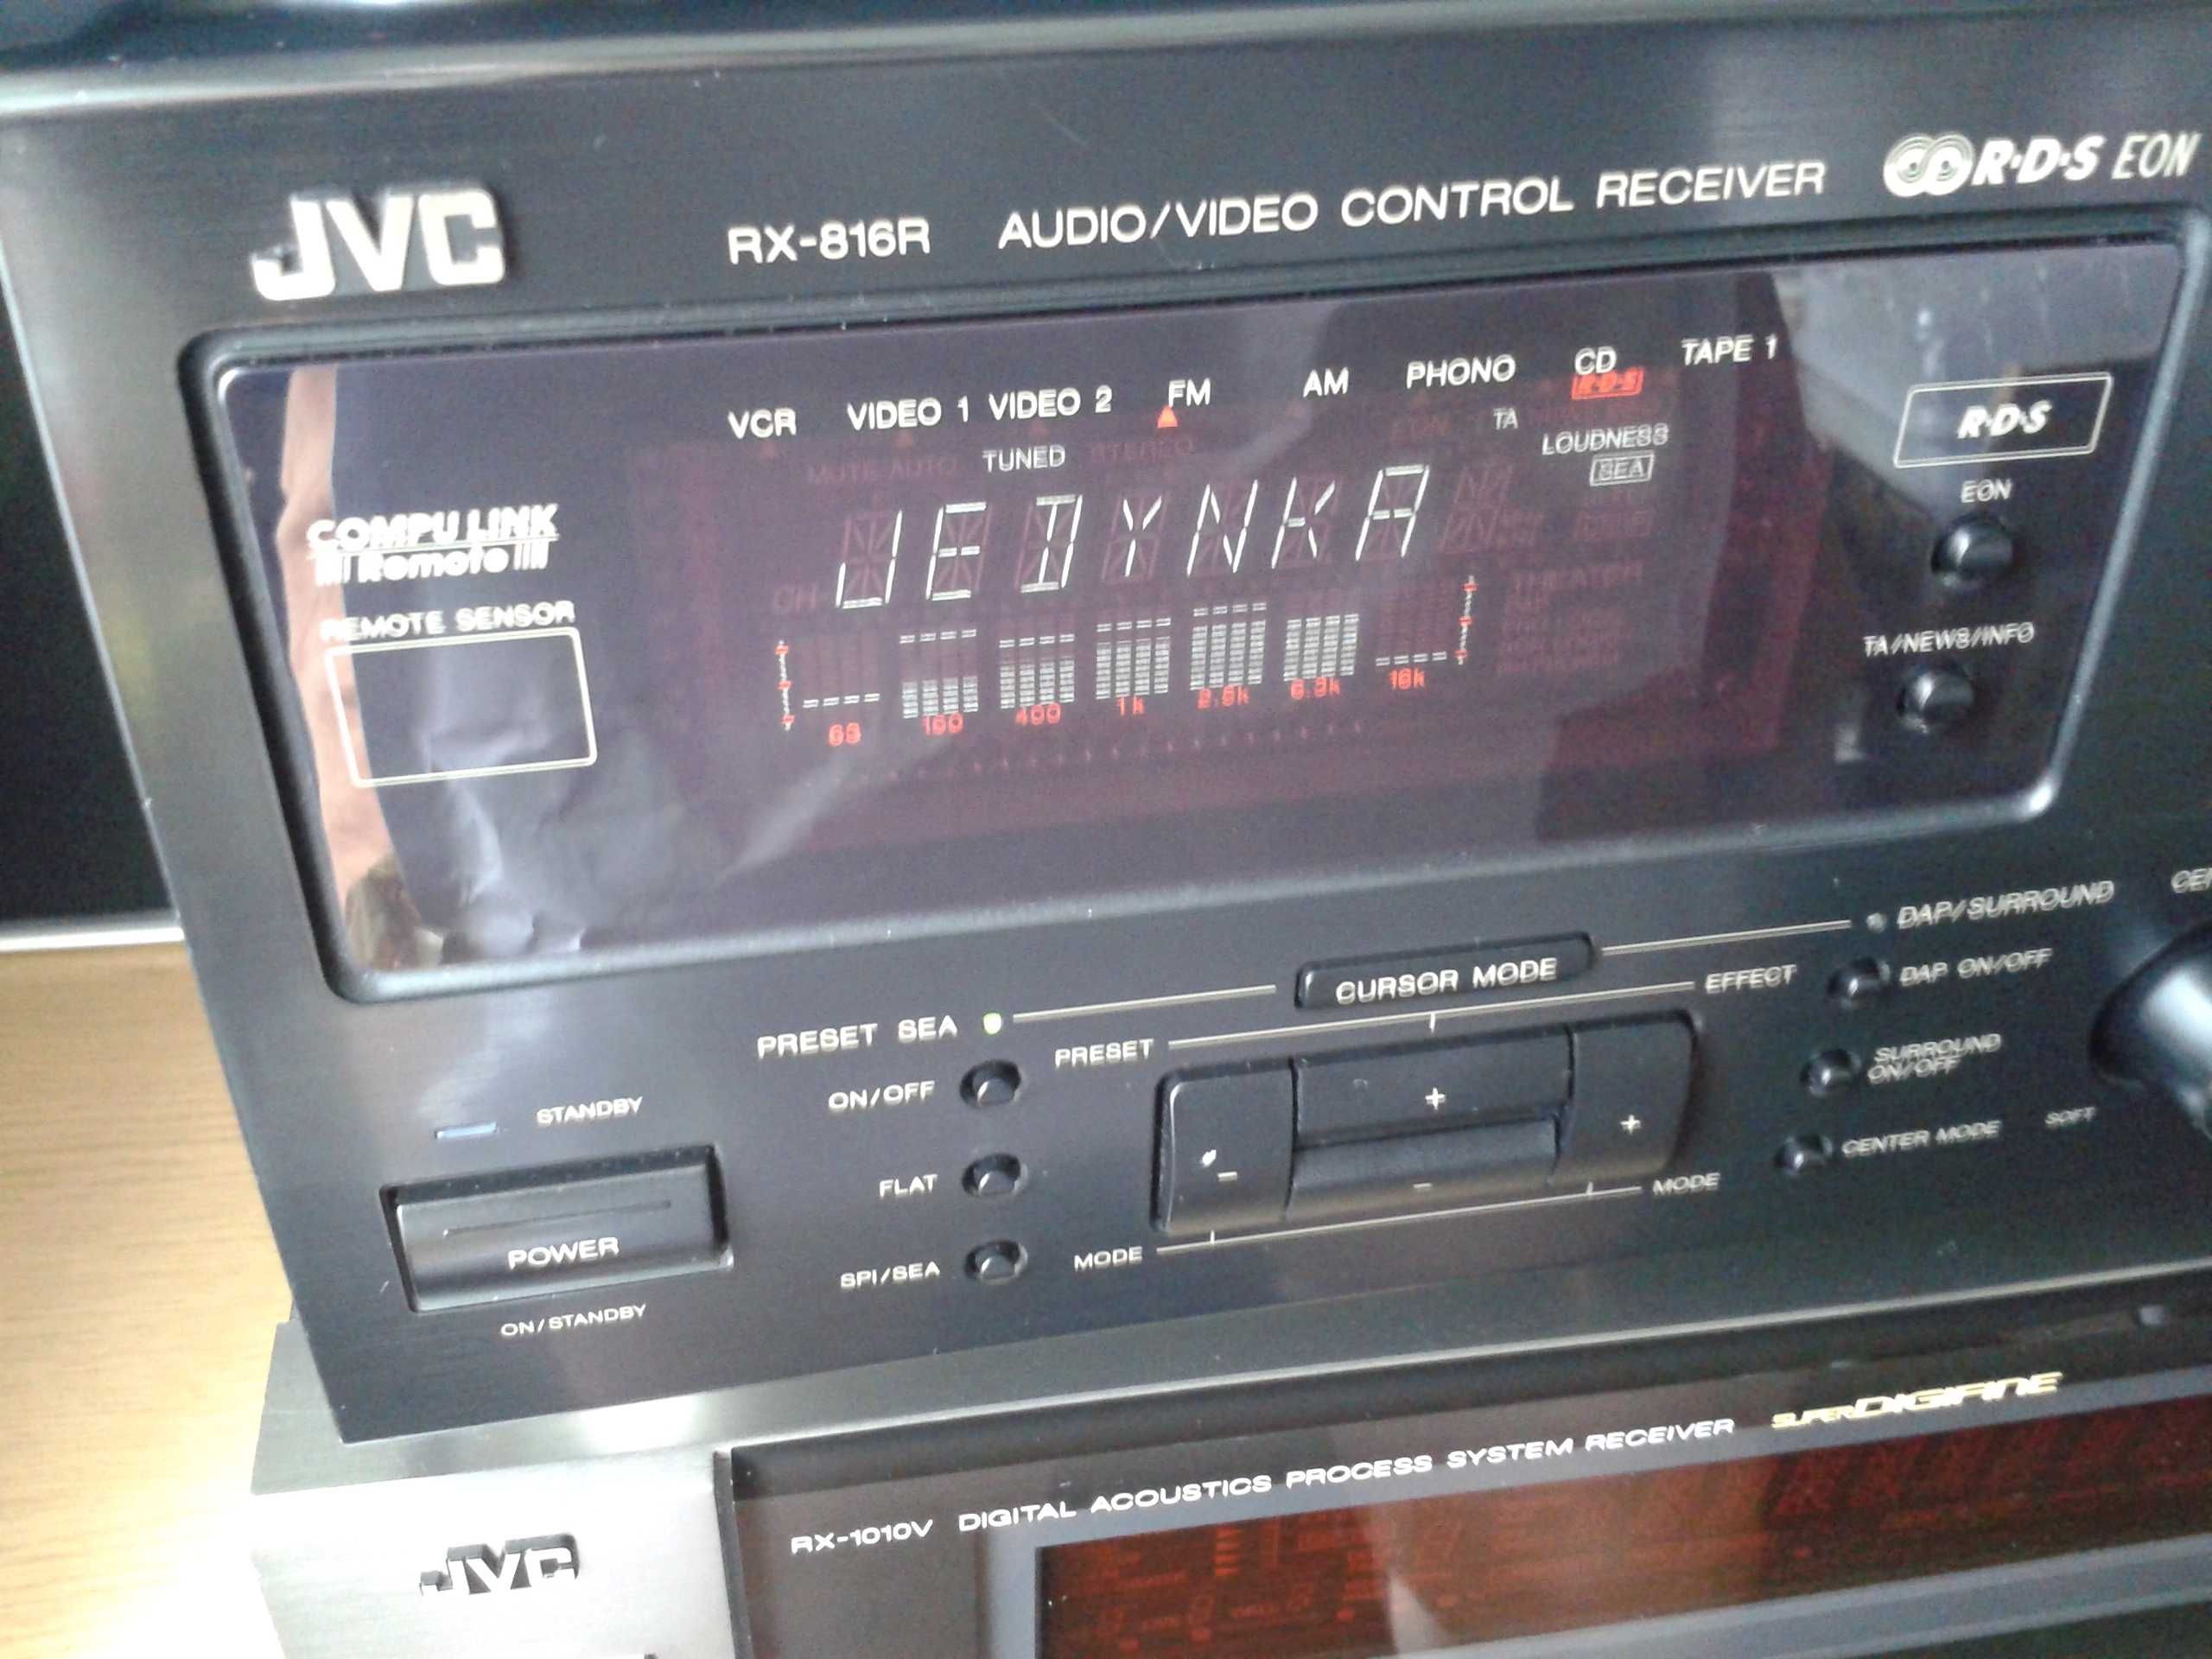 JVC
RX-816R AUDIO/VIDEO CONTROL RECEIVER
R·D·S EON
VCR VIDEO 1 VIDEO 2 FM AM PHONO CD TAPE 1
R·D·S
TUNED
TA
LOUDNESS
SEA
JEDYNKA
63 160 400 1k 2.5k 6.3k 16k
COMPU LINK
Remote
REMOTE SENSOR
R·D·S
EON
TA/NEWS/INFO
CURSOR MODE
DAP/SURROUND
PRESET SEA
PRESET
EFFECT
DAP ON/OFF
ON/OFF
+
SURROUND
ON/OFF
STANDBY
FLAT
-
+
-
CENTER MODE
SOFT
MODE
POWER
SPI/SEA
MODE
ON/STANDBY
JVC
RX-1010V DIGITAL ACOUSTICS PROCESS SYSTEM RECEIVER
SUPER DIGIFINE